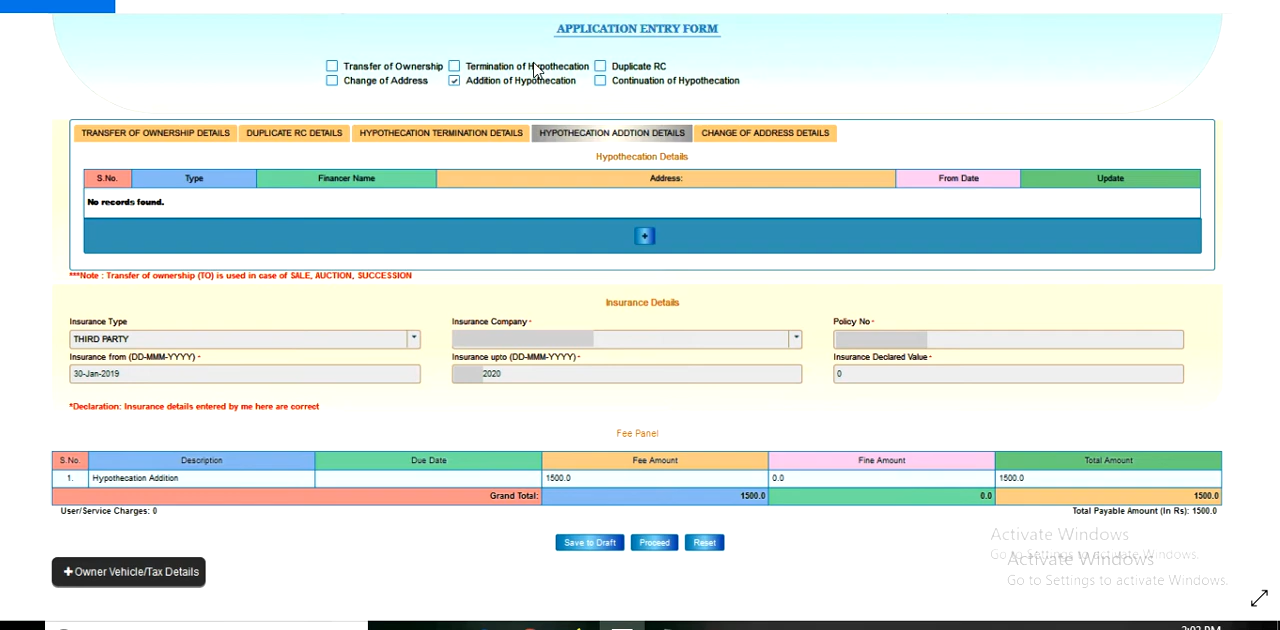 APPLICATION ENTRY FORM
Transfer of Ownership Termination of Hypothecation Duplicate RC
Change of Address Addition of Hypothecation Continuation of Hypothecation
TRANSFER OF OWNERSHIP DETAILS DUPLICATE RC DETAILS HYPOTHECATION TERMINATION DETAILS HYPOTHECATION ADDTION DETAILS CHANGE OF ADDRESS DETAILS
Hypothecation Details
S.No. Type Financer Name Address: From Date Update
No records found.
+
***Note : Transfer of ownership (TO) is used in case of SALE, AUCTION, SUCCESSION
Insurance Details
Insurance Type Insurance Company* Policy No*
THIRD PARTY
Insurance from (DD-MMM-YYYY) * Insurance upto (DD-MMM-YYYY)* Insurance Declared Value*
30-Jan-2019 2020 0
*Declaration: Insurance details entered by me here are correct
Fee Panel
S.No. Description Due Date Fee Amount Fine Amount Total Amount
1. Hypothecation Addition 1500.0 0.0 1500.0
Grand Total: 1500.0 0.0 1500.0
User/Service Charges: 0 Total Payable Amount (In Rs): 1500.0
Save to Draft Proceed Reset
Activate Windows
Go to Settings to activate Windows.
+Owner Vehicle/Tax Details
Activate Windows
Go to Settings to activate Windows.